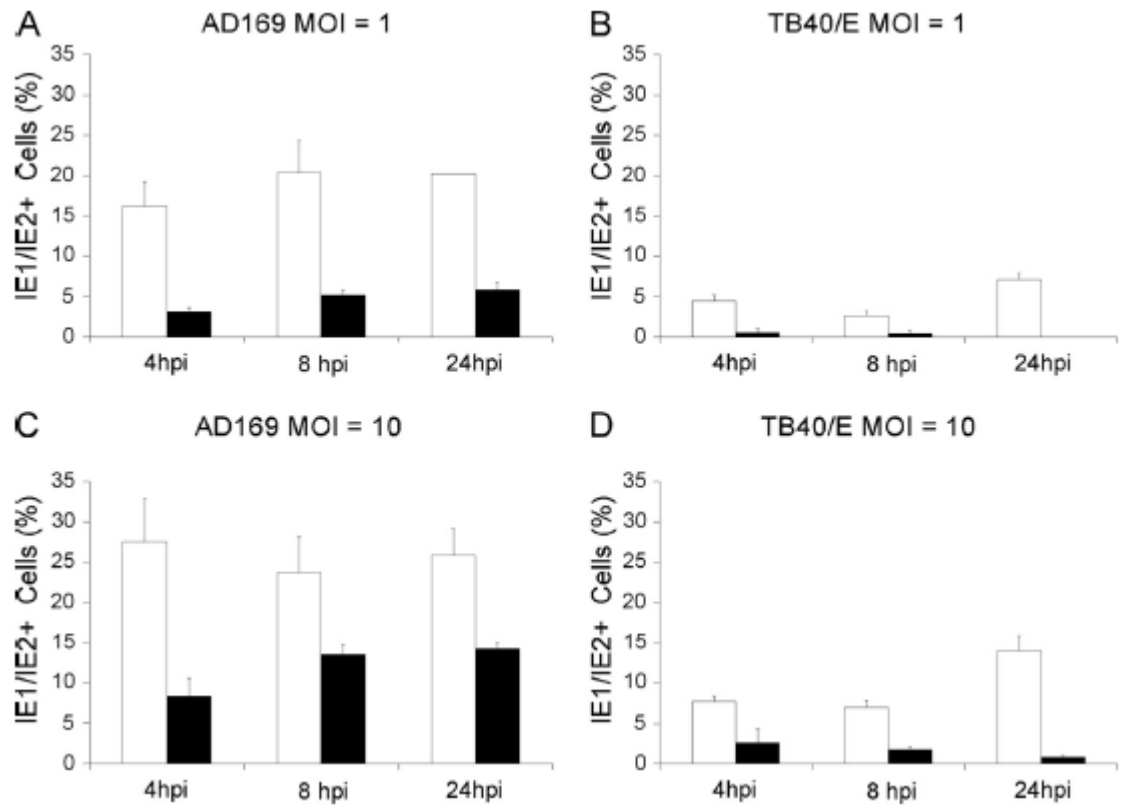 A
AD169 MOI = 1
IE1/IE2+ Cells (%)
35
30
25
20
15
10
5
0
4hpi
8 hpi
24hpi
B
TB40/E MOI = 1
IE1/IE2+ Cells (%)
35
30
25
20
15
10
5
0
4hpi
8 hpi
24hpi
C
AD169 MOI = 10
IE1/IE2+ Cells (%)
35
30
25
20
15
10
5
0
4hpi
8 hpi
24hpi
D
TB40/E MOI = 10
IE1/IE2+ Cells (%)
35
30
25
20
15
10
5
0
4hpi
8 hpi
24hpi